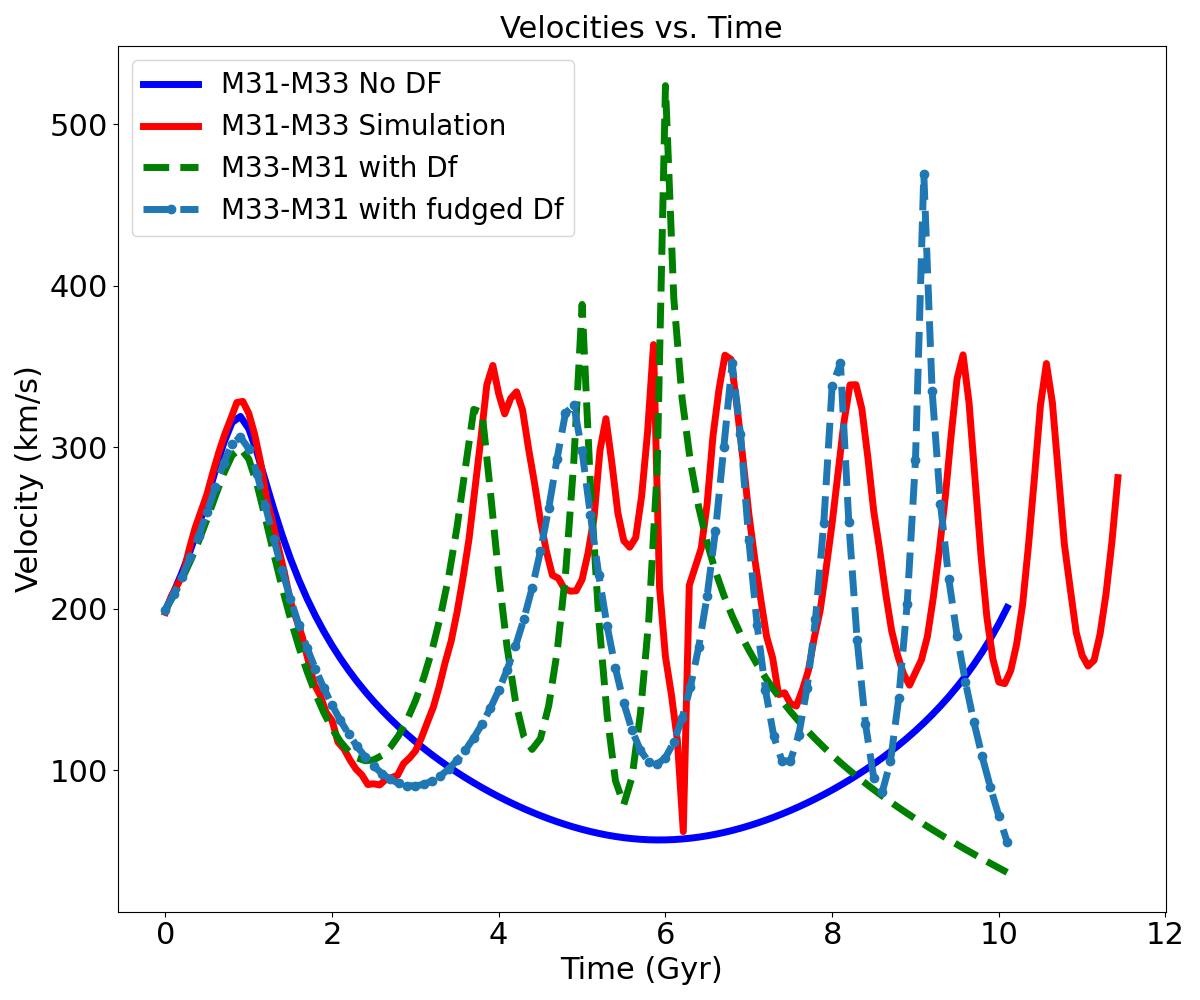 Velocities vs. Time
M31-M33 No DF
M31-M33 Simulation
M33-M31 with Df
M33-M31 with fudged Df
Velocity (km/s)
500
400
300
200
100
0 2 4 6 8 10 12
Time (Gyr)